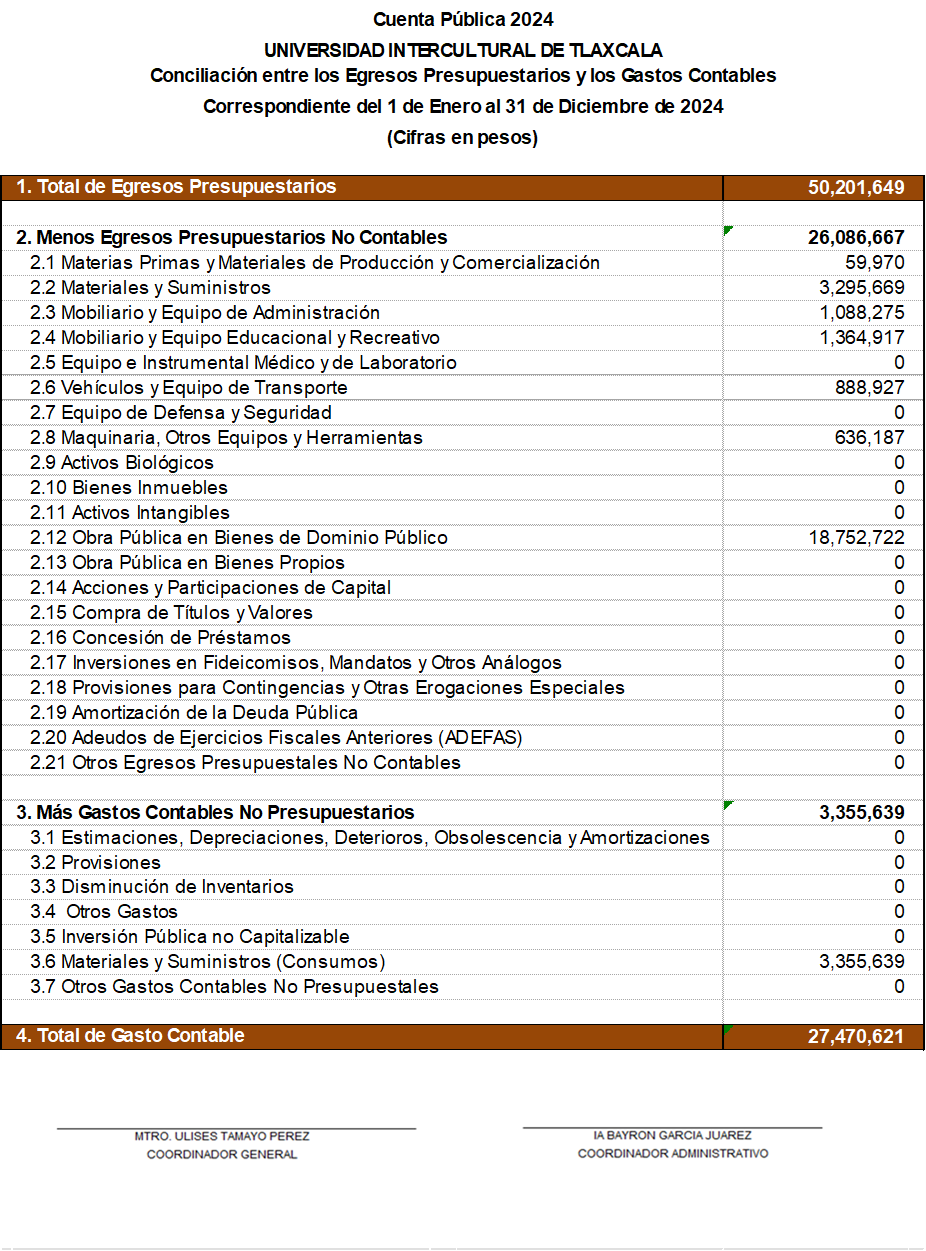 Cuenta Pública 2024
UNIVERSIDAD INTERCULTURAL DE TLAXCALA
Conciliación entre los Egresos Presupuestarios y los Gastos Contables
Correspondiente del 1 de Enero al 31 de Diciembre de 2024
(Cifras en pesos)
1. Total de Egresos Presupuestarios 50,201,649
2. Menos Egresos Presupuestarios No Contables 26,086,667
2.1 Materias Primas y Materiales de Producción y Comercialización 59,970
2.2 Materiales y Suministros 3,295,669
2.3 Mobiliario y Equipo de Administración 1,088,275
2.4 Mobiliario y Equipo Educacional y Recreativo 1,364,917
2.5 Equipo e Instrumental Médico y de Laboratorio 0
2.6 Vehículos y Equipo de Transporte 888,927
2.7 Equipo de Defensa y Seguridad 0
2.8 Maquinaria, Otros Equipos y Herramientas 636,187
2.9 Activos Biológicos 0
2.10 Bienes Inmuebles 0
2.11 Activos Intangibles 0
2.12 Obra Pública en Bienes de Dominio Público 18,752,722
2.13 Obra Pública en Bienes Propios 0
2.14 Acciones y Participaciones de Capital 0
2.15 Compra de Títulos y Valores 0
2.16 Concesión de Préstamos 0
2.17 Inversiones en Fideicomisos, Mandatos y Otros Análogos 0
2.18 Provisiones para Contingencias y Otras Erogaciones Especiales 0
2.19 Amortización de la Deuda Pública 0
2.20 Adeudos de Ejercicios Fiscales Anteriores (ADEFAS) 0
2.21 Otros Egresos Presupuestales No Contables 0
3. Más Gastos Contables No Presupuestarios 3,355,639
3.1 Estimaciones, Depreciaciones, Deterioros, Obsolescencia y Amortizaciones 0
3.2 Provisiones 0
3.3 Disminución de Inventarios 0
3.4 Otros Gastos 0
3.5 Inversión Pública no Capitalizable 0
3.6 Materiales y Suministros (Consumos) 3,355,639
3.7 Otros Gastos Contables No Presupuestales 0
4. Total de Gasto Contable 27,470,621
MTRO. ULISES TAMAYO PEREZ IA BAYRON GARCIA JUAREZ
COORDINADOR GENERAL COORDINADOR ADMINISTRATIVO